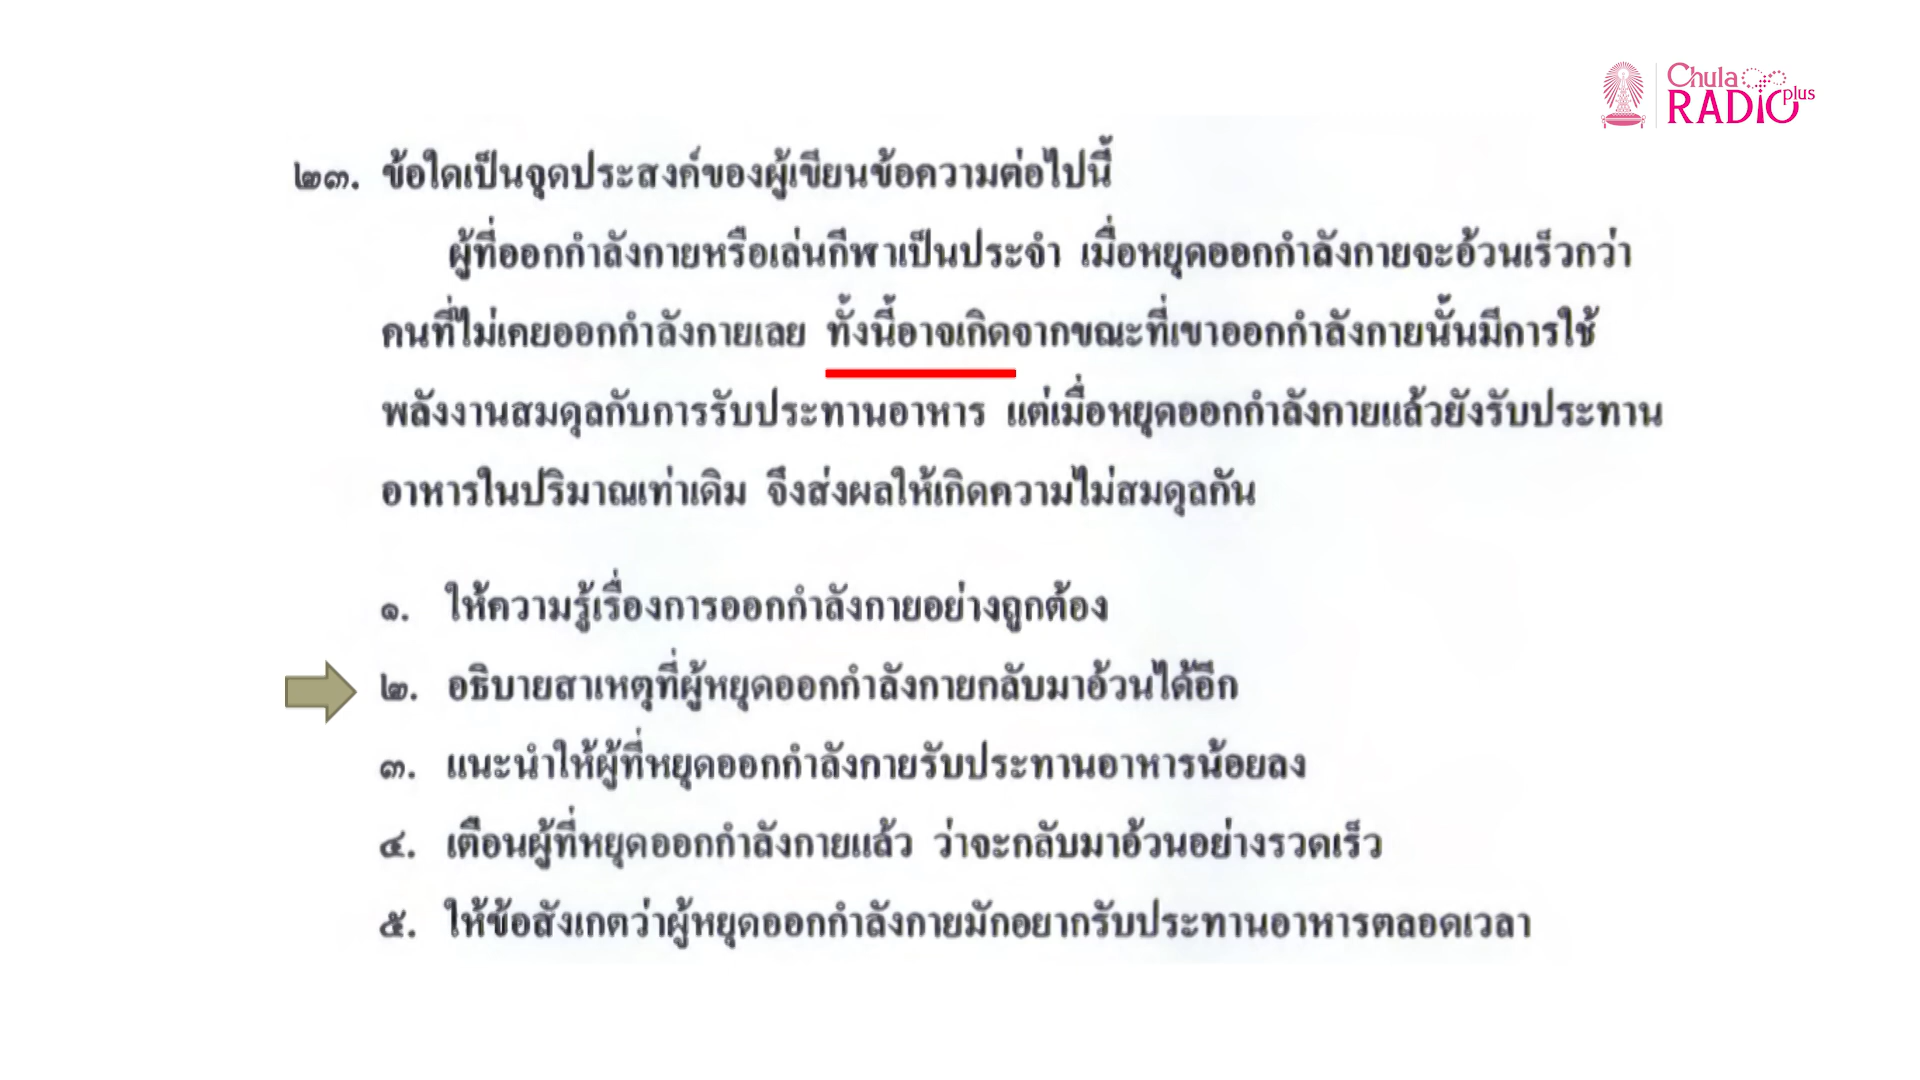 Chula
RADIO plus
๒๓. ข้อใดเป็นจุดประสงค์ของผู้เขียนข้อความต่อไปนี้
ผู้ที่ออกกำลังกายหรือเล่นกีฬาเป็นประจำ เมื่อหยุดออกกำลังกายจะอ้วนเร็วกว่า
คนที่ไม่เคยออกกำลังกายเลย ทั้งนี้อาจเกิดจากขณะที่เขาออกกำลังกายนั้นมีการใช้
พลังงานสมดุลกับการรับประทานอาหาร แต่เมื่อหยุดออกกำลังกายแล้วยังรับประทาน
อาหารในปริมาณเท่าเดิม จึงส่งผลให้เกิดความไม่สมดุลกัน
๑. ให้ความรู้เรื่องการออกกำลังกายอย่างถูกต้อง
๒. อธิบายสาเหตุที่ผู้หยุดออกกำลังกายกลับมาอ้วนได้อีก
๓. แนะนำให้ผู้ที่หยุดออกกำลังกายรับประทานอาหารน้อยลง
๔. เตือนผู้ที่หยุดออกกำลังกายแล้ว ว่าจะกลับมาอ้วนอย่างรวดเร็ว
๕. ให้ข้อสังเกตว่าผู้หยุดออกกำลังกายมักอยากรับประทานอาหารตลอดเวลา